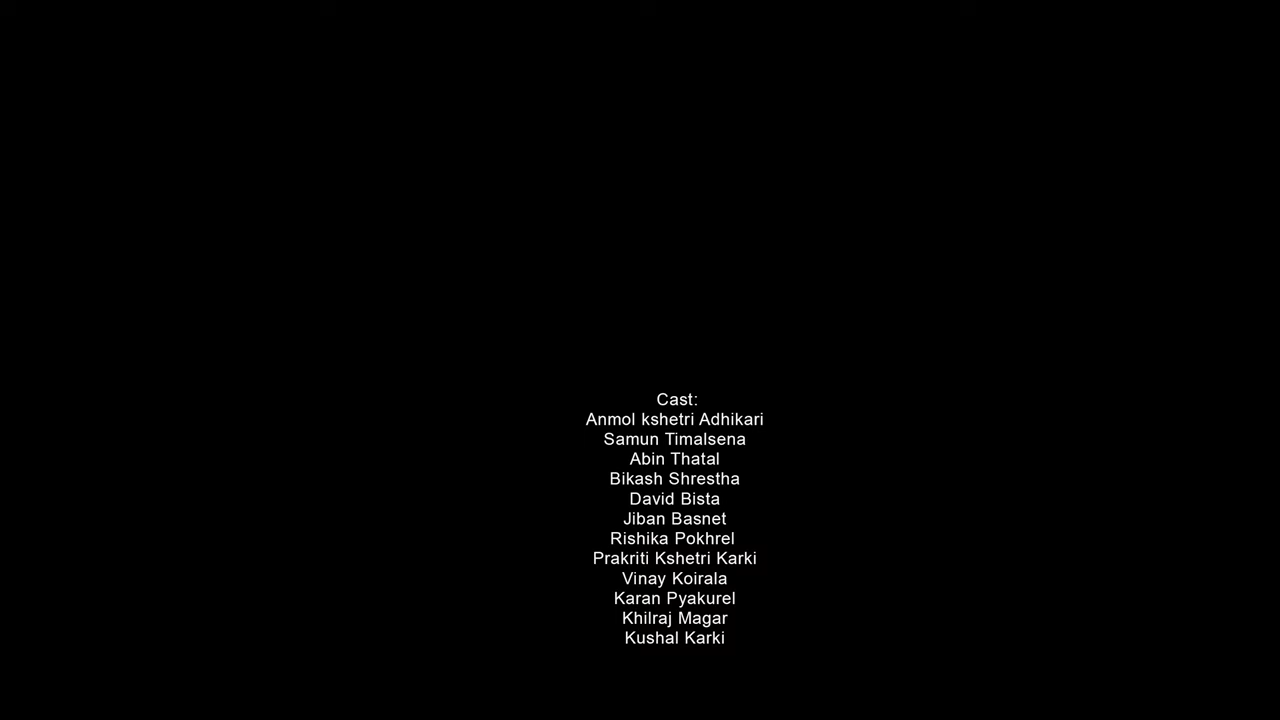 Cast:
Anmol kshetri Adhikari
Samun Timalsena
Abin Thatal
Bikash Shrestha
David Bista
Jiban Basnet
Rishika Pokhrel
Prakriti Kshetri Karki
Vinay Koirala
Karan Pyakurel
Khilraj Magar
Kushal Karki